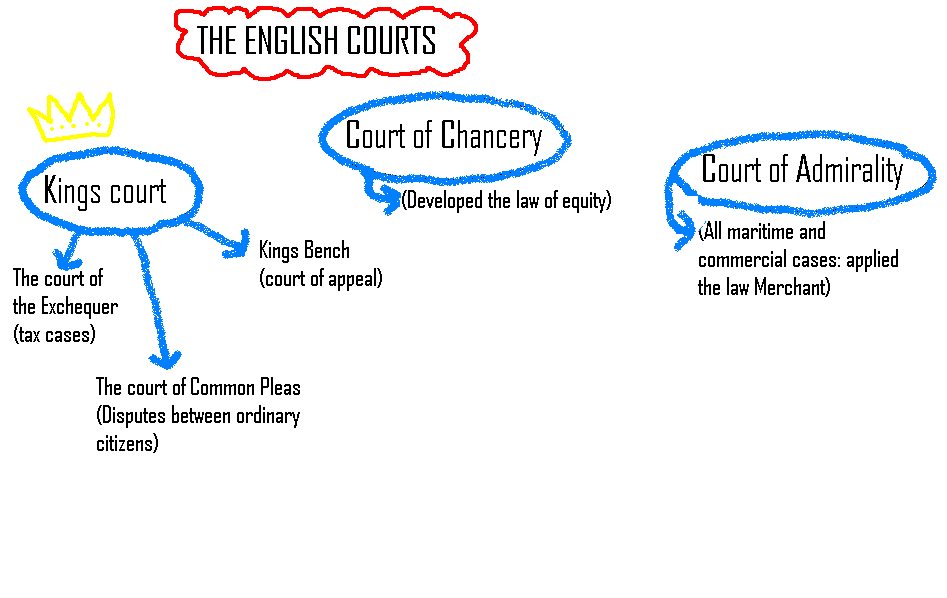 THE ENGLISH COURTS
Kings court
The court of
the Exchequer
(tax cases)
The court of Common Pleas
(Disputes between ordinary
citizens)
Kings Bench
(court of appeal)
Court of Chancery
(Developed the law of equity)
Court of Admirality
(All maritime and
commercial cases: applied
the law Merchant)